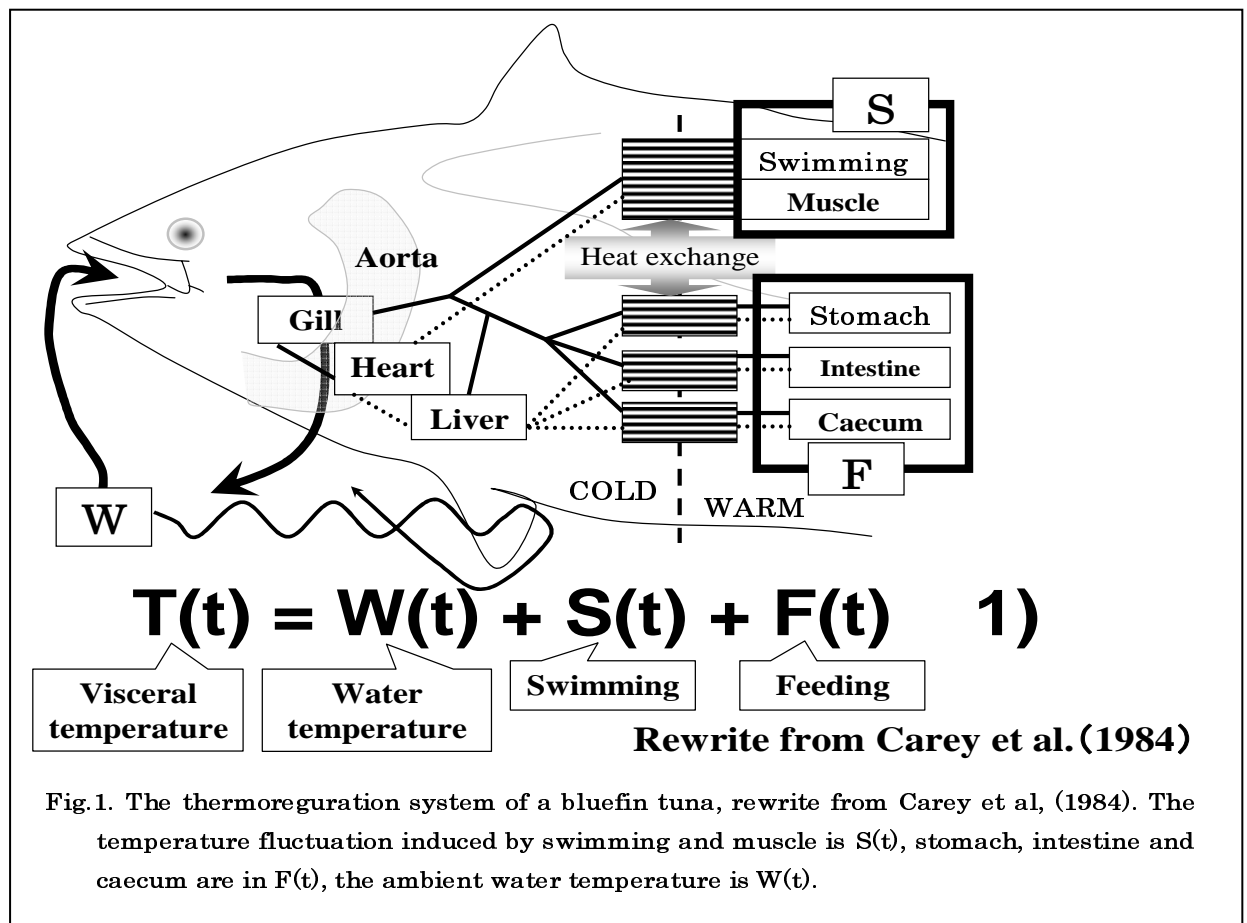 S
Swimming
Muscle
Aorta
Heat exchange
Gill
Stomach
Heart
Intestine
Liver
Caecum
F
COLD
WARM
W
T(t) = W(t) + S(t) + F(t) 1)
Visceral
temperature
Water
temperature
Swimming
Feeding
Rewrite from Carey et al.(1984)
Fig.1. The thermoreguration system of a bluefin tuna, rewrite from Carey et al, (1984). The
temperature fluctuation induced by swimming and muscle is S(t), stomach, intestine and
caecum are in F(t), the ambient water temperature is W(t).